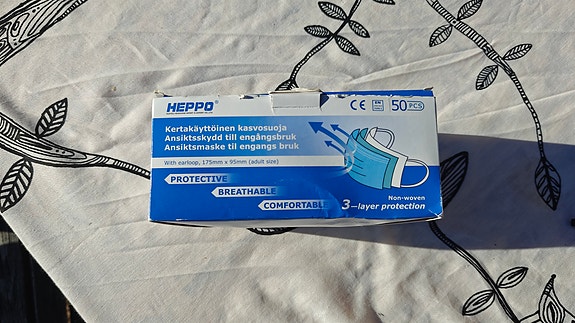 HEPPO®
CE EN 50 PCS
Kertakäyttöinen kasvosuoja
Ansiktsskydd till engångsbruk
Ansiktsmaske til engangs bruk
With earloop, 175mm x 95mm (adult size)
PROTECTIVE
BREATHABLE
COMFORTABLE
Non-woven
3-layer protection